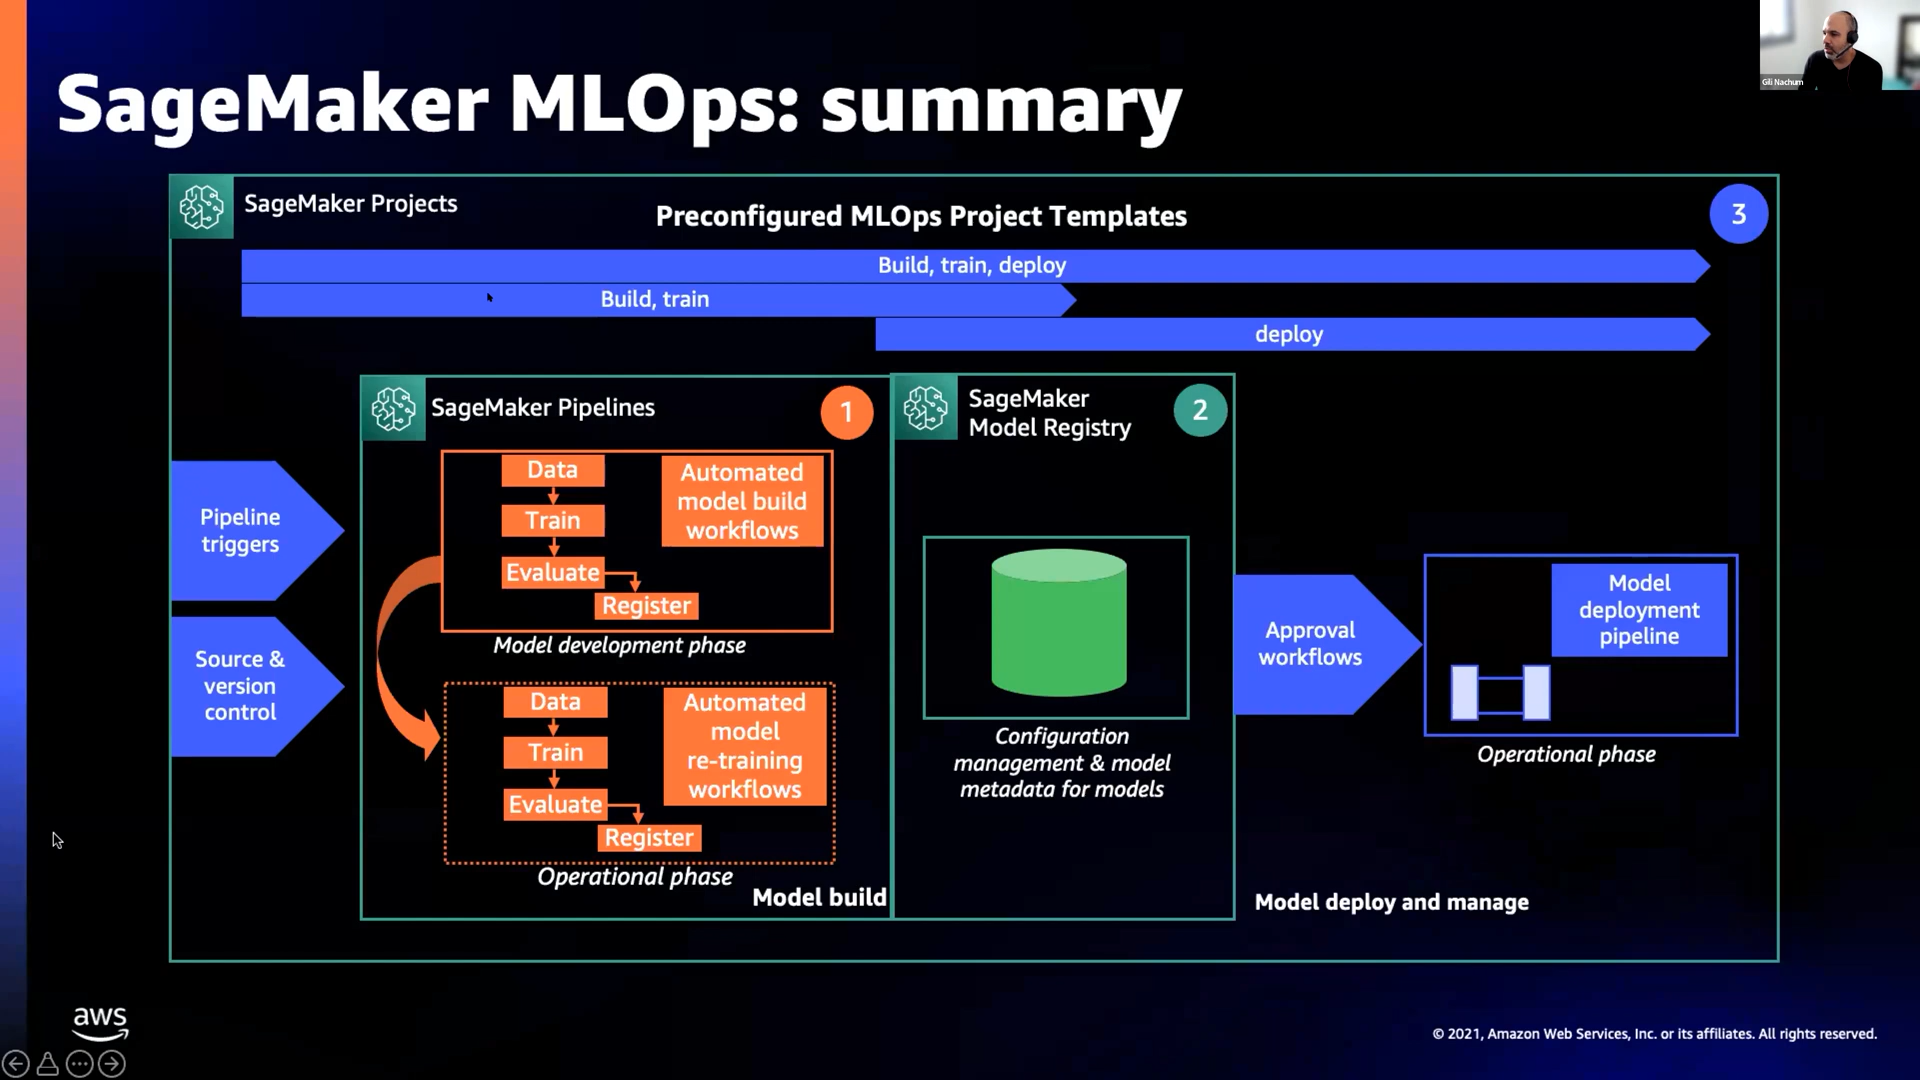 SageMaker MLOps: summary
Gili Nachum
SageMaker Projects
Preconfigured MLOps Project Templates
3
Build, train, deploy
Build, train
deploy
SageMaker Pipelines
1
SageMaker
Model Registry
2
Pipeline
triggers
Source &
version
control
Data
Train
Evaluate
Register
Automated
model build
workflows
Model development phase
Data
Train
Evaluate
Register
Automated
model
re-training
workflows
Operational phase
Model build
Configuration
management & model
metadata for models
Approval
workflows
Model
deployment
pipeline
Operational phase
Model deploy and manage
aws
© 2021, Amazon Web Services, Inc. or its affiliates. All rights reserved.